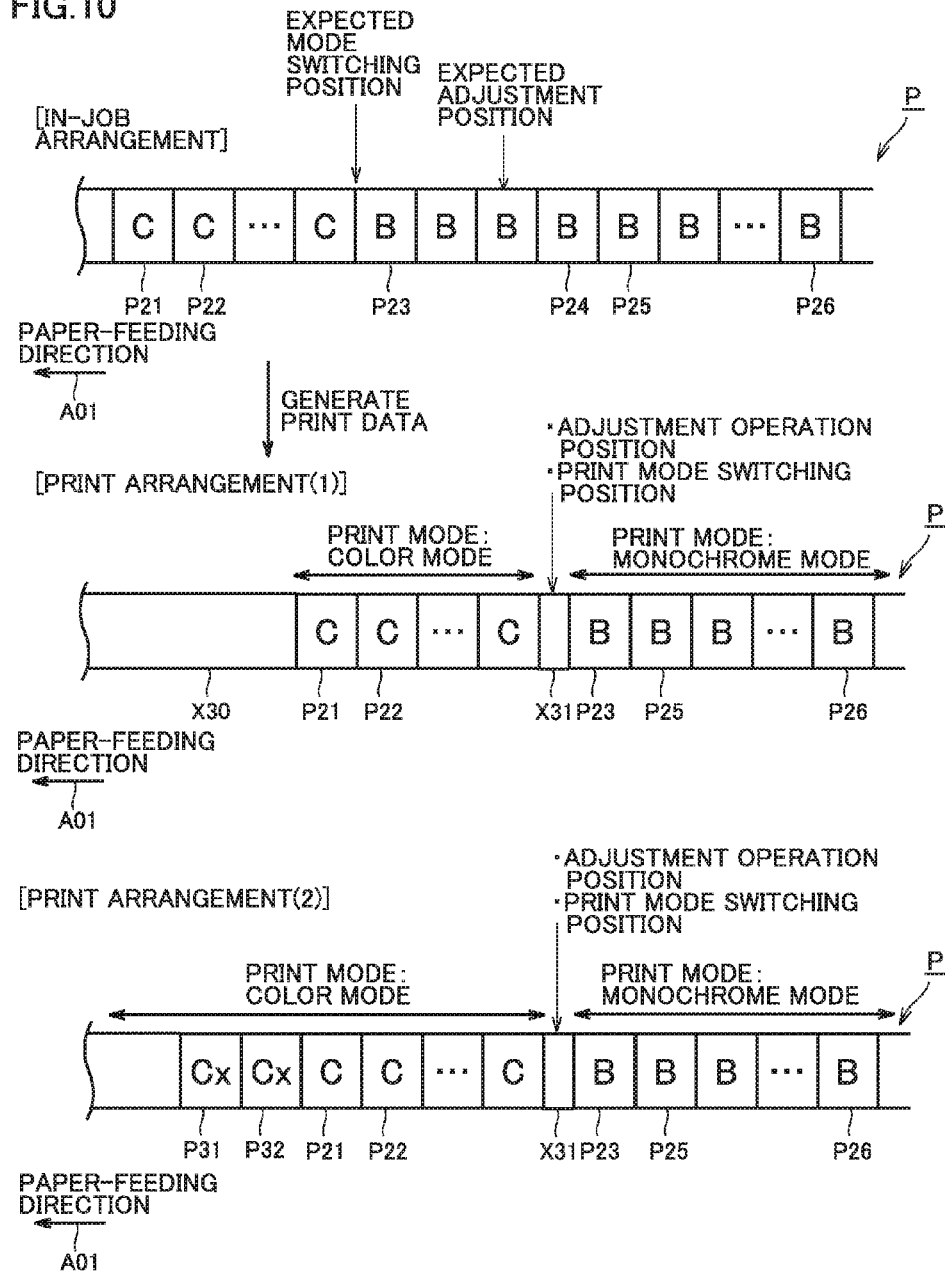 FIG.10
EXPECTED
MODE
SWITCHING
POSITION
EXPECTED
ADJUSTMENT
POSITION
P
[IN-JOB
ARRANGEMENT]
C C ··· C B B B B B B ··· B
P21 P22 P23 P24 P25 P26
PAPER-FEEDING
DIRECTION
A01
GENERATE
PRINT DATA
·ADJUSTMENT OPERATION
POSITION
·PRINT MODE SWITCHING
POSITION
[PRINT ARRANGEMENT(1)]
P
PRINT MODE:
COLOR MODE
PRINT MODE:
MONOCHROME MODE
C C ··· C B B B ··· B
X30 P21 P22 X31 P23 P25 P26
PAPER-FEEDING
DIRECTION
A01
·ADJUSTMENT OPERATION
POSITION
·PRINT MODE SWITCHING
POSITION
[PRINT ARRANGEMENT(2)]
P
PRINT MODE:
COLOR MODE
PRINT MODE:
MONOCHROME MODE
Cx Cx C C ··· C B B B ··· B
P31 P32 P21 P22 X31 P23 P25 P26
PAPER-FEEDING
DIRECTION
A01